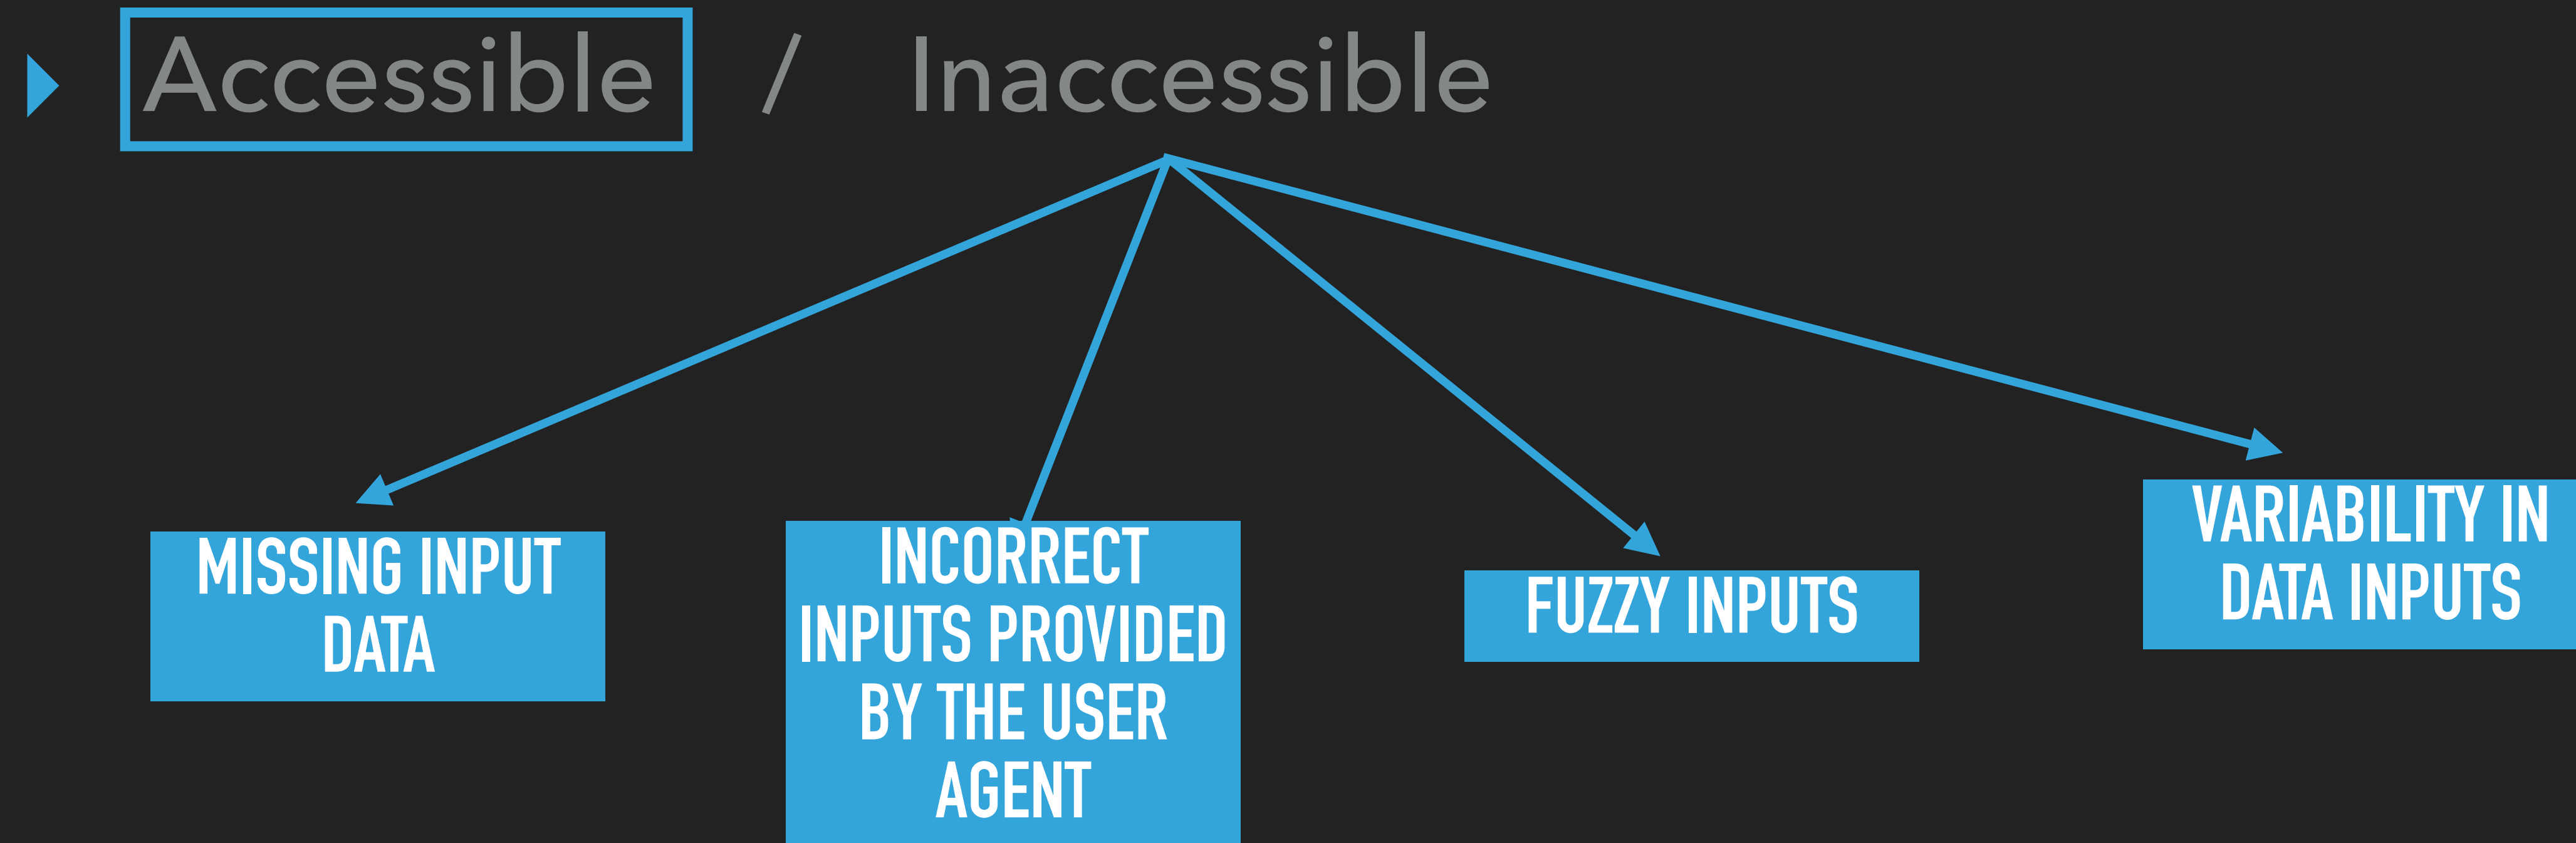 Accessible / Inaccessible
MISSING INPUT
DATA
INCORRECT
INPUTS PROVIDED
BY THE USER
AGENT
FUZZY INPUTS
VARIABILITY IN
DATA INPUTS